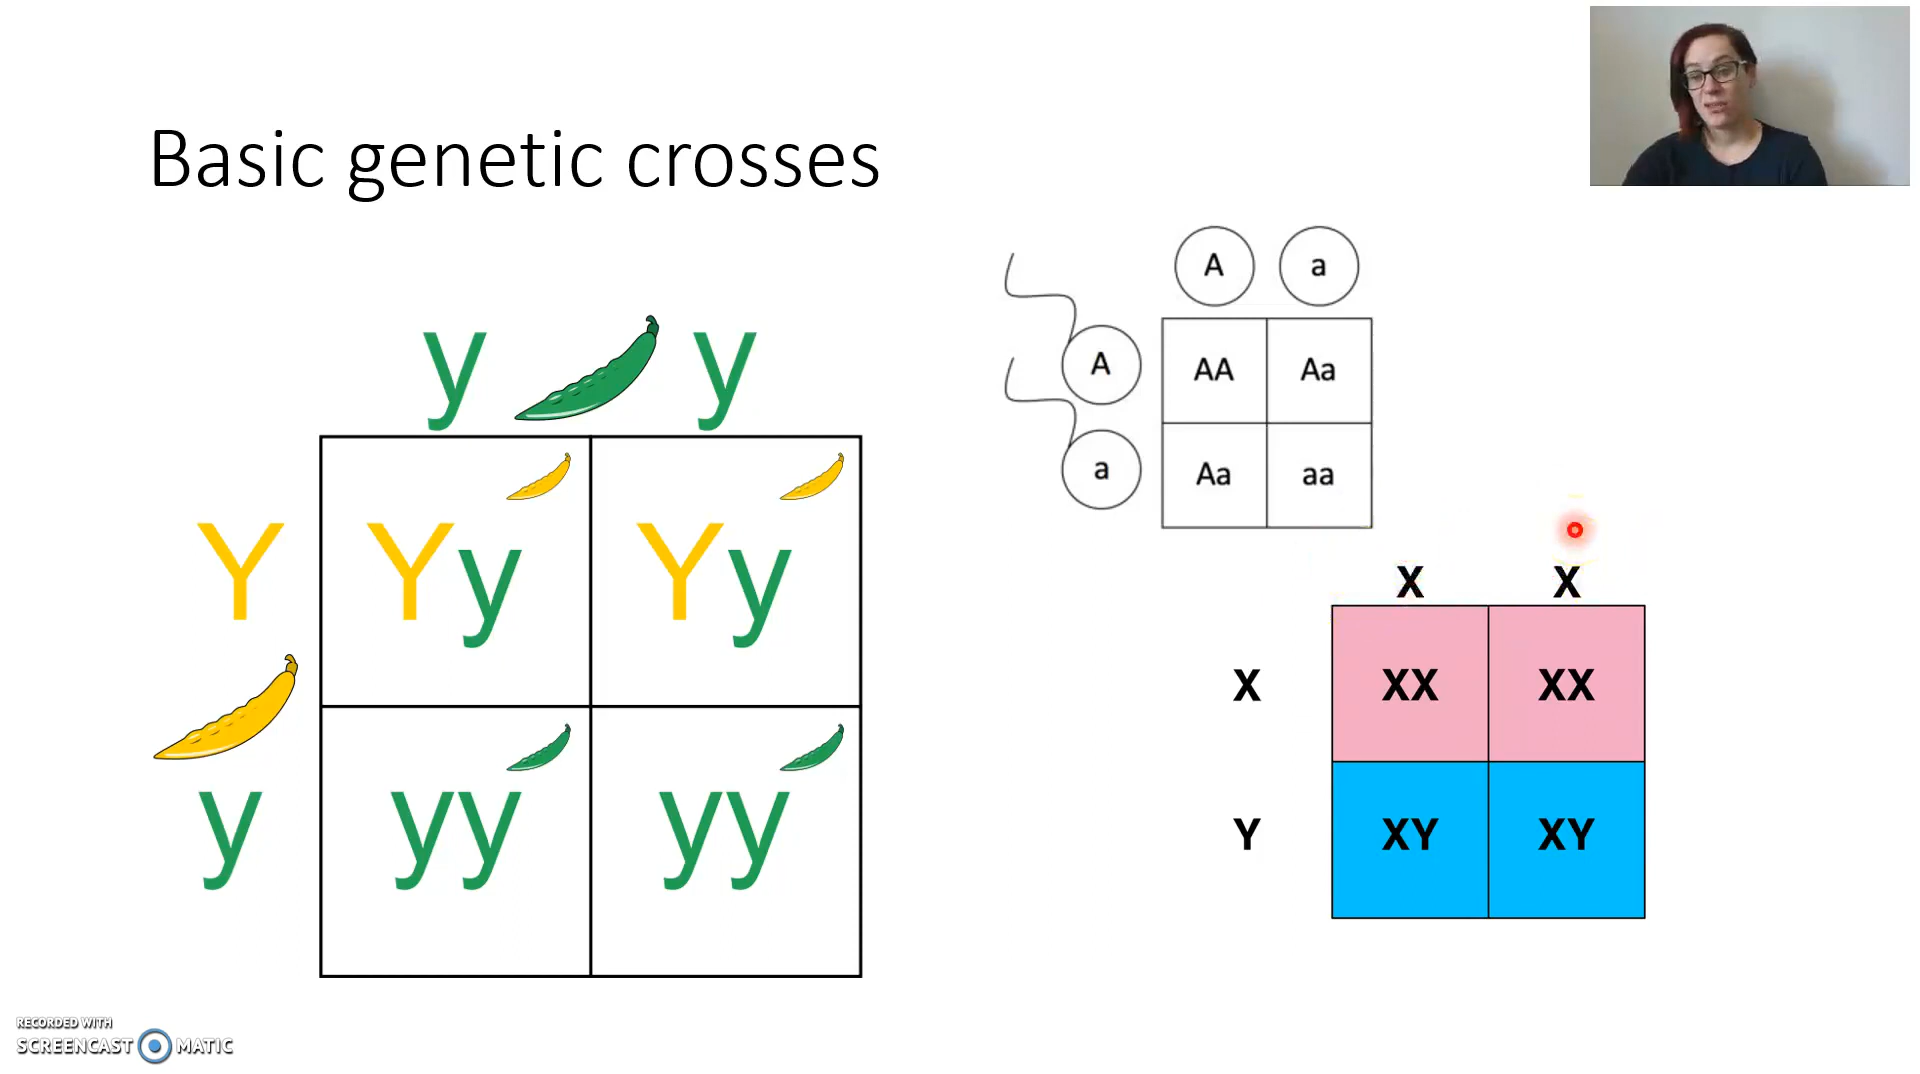 Basic genetic crosses
y y
Y Yy Yy
y yy yy
A a
A AA Aa
a Aa aa
X X
X XX XX
Y XY XY
RECORDED WITH
SCREENCAST MATIC